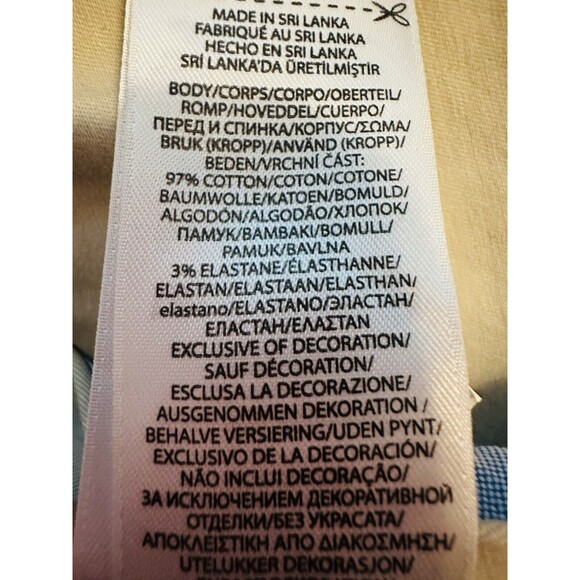 MADE IN SRI LANKA
FABRIQUÉ AU SRI LANKA
HECHO EN SRI LANKA
SRİ LANKA'DA ÜRETİLMİŞTİR
BODY/CORPS/CORPO/OBERTEIL/
ROMP/HOVEDDEL/CUERPO/
ПЕРЕД И СПИНКА/КОРПУС/ΣΩΜΑ/
BRUK (KROPP)/ANVÄND (KROPP)/
BEDEN/VRCHNÍ ČÁST:
97% COTTON/COTON/COTONE/
BAUMWOLLE/KATOEN/BOMULD/
ALGODÓN/ALGODÃO/ХЛОПОК/
ПАМУК/ΒΑΜΒΑΚΙ/BOMULL/
PAMUK/BAVLNA
3% ELASTANE/ÉLASTHANNE/
ELASTAN/ELASTAAN/ELASTHAN/
elastano/ELASTANO/ЭЛАСТАН/
ЕЛАСТАН/ΕΛΑΣΤΑΝ
EXCLUSIVE OF DECORATION/
SAUF DÉCORATION/
ESCLUSA LA DECORAZIONE/
AUSGENOMMEN DEKORATION /
BEHALVE VERSIERING/UDEN PYNT/
EXCLUSIVO DE LA DECORACIÓN/
NÃO INCLUI DECORAÇÃO/
ЗА ИСКЛЮЧЕНИЕМ ДЕКОРАТИВНОЙ
ОТДЕЛКИ/БЕЗ УКРАСАТА/
ΑΠΟΚΛΕΙΣΤΙΚΗ ΑΠΟ ΔΙΑΚΟΣΜΗΣΗ/
UTELUKKER DEKORASJON/